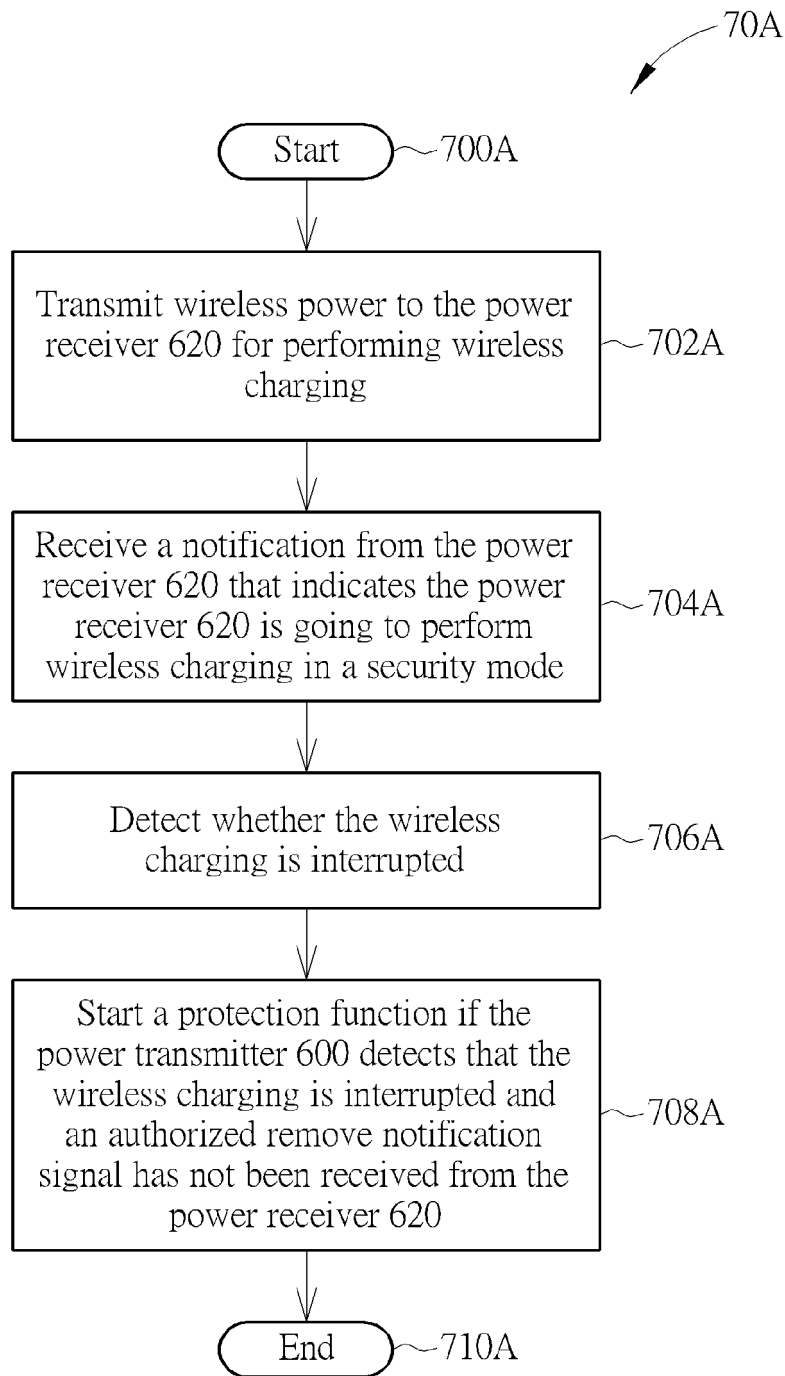 70A
Start
700A
Transmit wireless power to the power
receiver 620 for performing wireless
charging
702A
Receive a notification from the power
receiver 620 that indicates the power
receiver 620 is going to perform
wireless charging in a security mode
704A
Detect whether the wireless
charging is interrupted
706A
Start a protection function if the
power transmitter 600 detects that the
wireless charging is interrupted and
an authorized remove notification
signal has not been received from the
power receiver 620
708A
End
710A